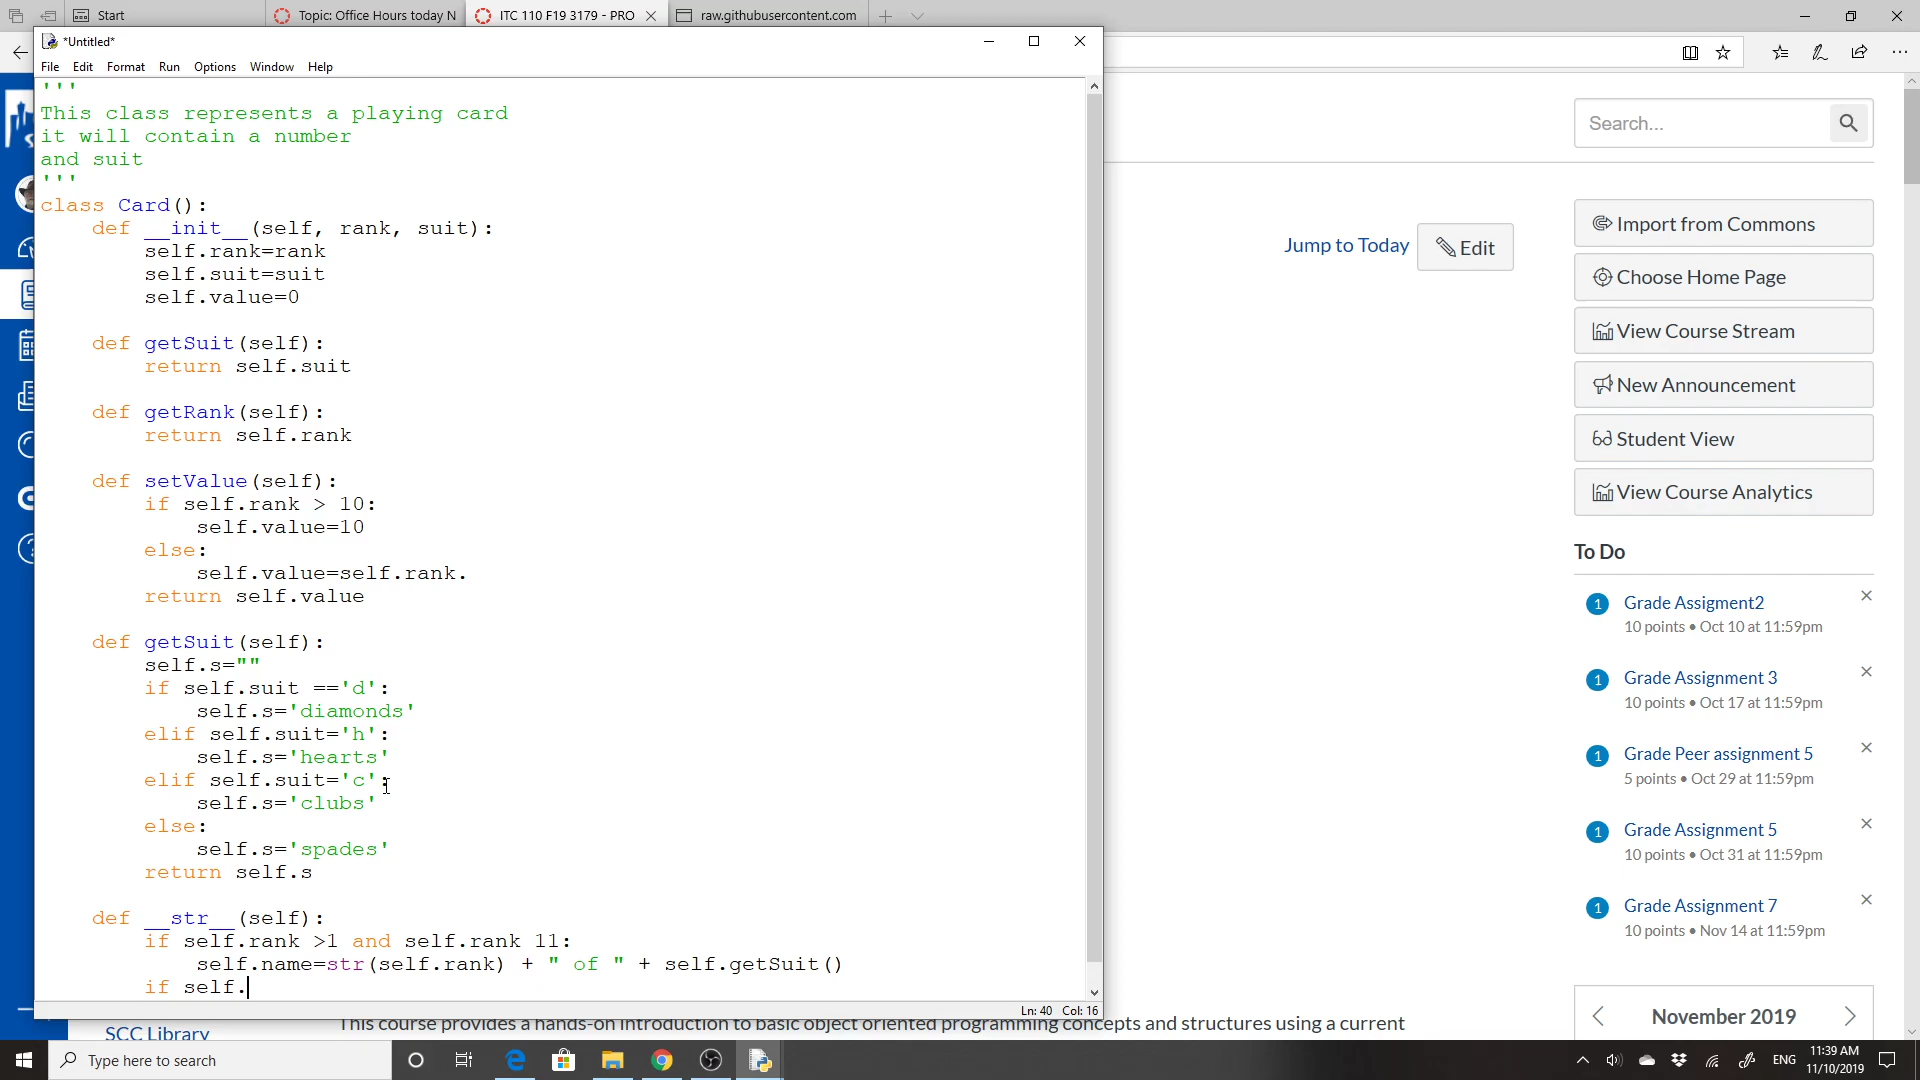 Start
Topic: Office Hours today N
ITC 110 F19 3179 - PRO
raw.githubusercontent.com
*Untitled*
File Edit Format Run Options Window Help
'''
This class represents a playing card
it will contain a number
and suit
'''
class Card():
    def __init__(self, rank, suit):
        self.rank=rank
        self.suit=suit
        self.value=0
    def getSuit(self):
        return self.suit
    def getRank(self):
        return self.rank
    def setValue(self):
        if self.rank > 10:
            self.value=10
        else:
            self.value=self.rank.
        return self.value
    def getSuit(self):
        self.s=""
        if self.suit =='d':
            self.s='diamonds'
        elif self.suit='h':
            self.s='hearts'
        elif self.suit='c':
            self.s='clubs'
        else:
            self.s='spades'
        return self.s
    def __str__(self):
        if self.rank >1 and self.rank 11:
            self.name=str(self.rank) + " of " + self.getSuit()
        if self.
Ln: 40 Col: 16
Search...
Jump to Today
Edit
Import from Commons
Choose Home Page
View Course Stream
New Announcement
Student View
View Course Analytics
To Do
1 Grade Assigment2
10 points • Oct 10 at 11:59pm
1 Grade Assignment 3
10 points • Oct 17 at 11:59pm
1 Grade Peer assignment 5
5 points • Oct 29 at 11:59pm
1 Grade Assignment 5
10 points • Oct 31 at 11:59pm
1 Grade Assignment 7
10 points • Nov 14 at 11:59pm
November 2019
SCC Library
This course provides a hands-on introduction to basic object oriented programming concepts and structures using a current
Type here to search
ENG
11:39 AM
11/10/2019